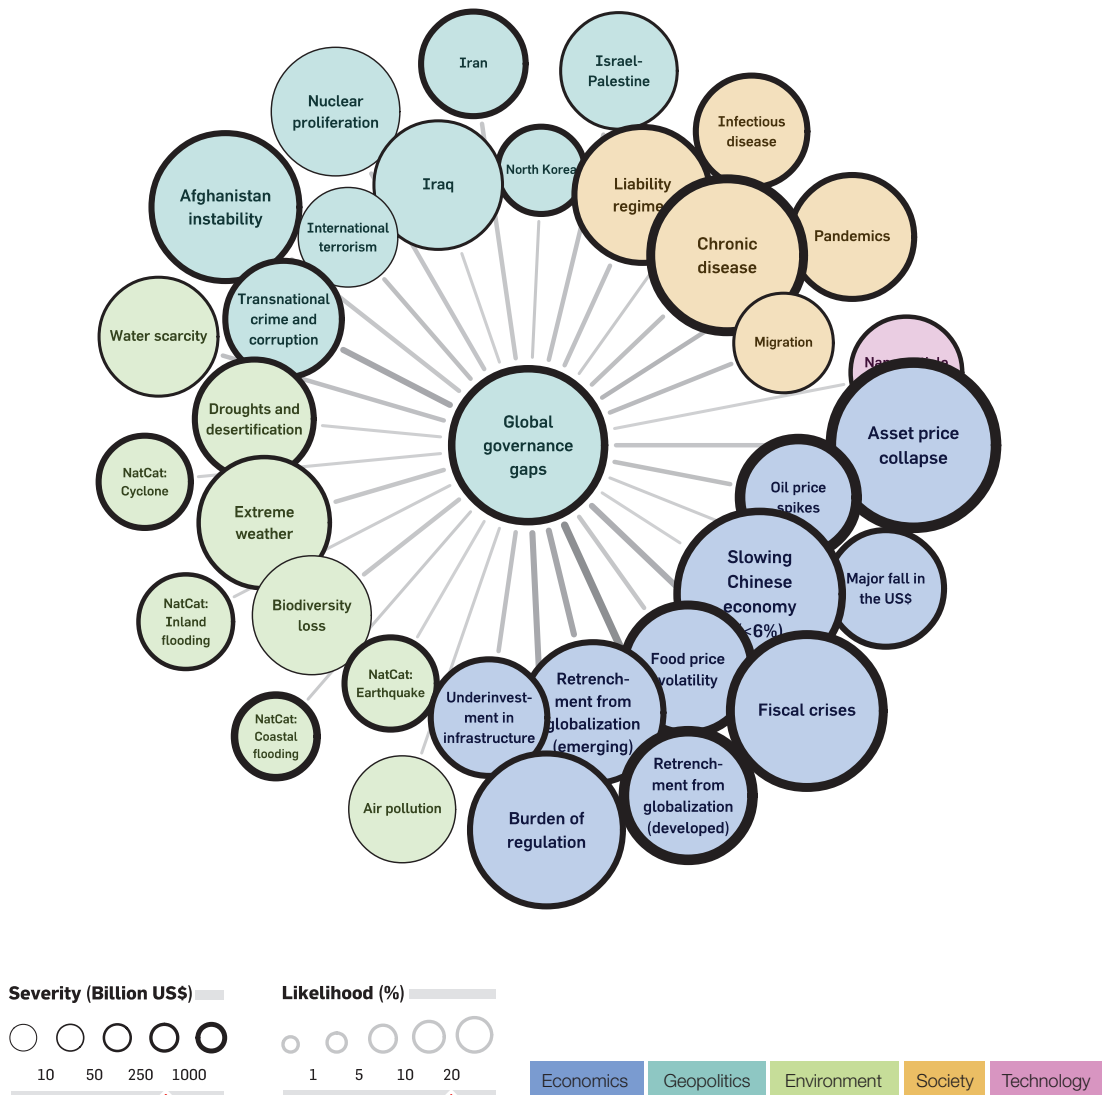 Iran
Israel-
Palestine
Nuclear
proliferation
Infectious
disease
North Korea
Iraq
Liability
regimes
Afghanistan
instability
International
terrorism
Chronic
disease
Pandemics
Transnational
crime and
corruption
Water scarcity
Migration
Droughts and
desertification
Global
governance
gaps
Asset price
collapse
NatCat:
Cyclone
Oil price
spikes
Extreme
weather
Slowing
Chinese
economy
(<6%)
Major fall in
the US$
NatCat:
Inland
flooding
Biodiversity
loss
NatCat:
Earthquake
Food price
volatility
Underinvest-
ment in
infrastructure
Retrench-
ment from
globalization
(emerging)
Fiscal crises
NatCat:
Coastal
flooding
Retrench-
ment from
globalization
(developed)
Air pollution
Burden of
regulation
Severity (Billion US$)
10 50 250 1000
Likelihood (%)
1 5 10 20
Economics
Geopolitics
Environment
Society
Technology